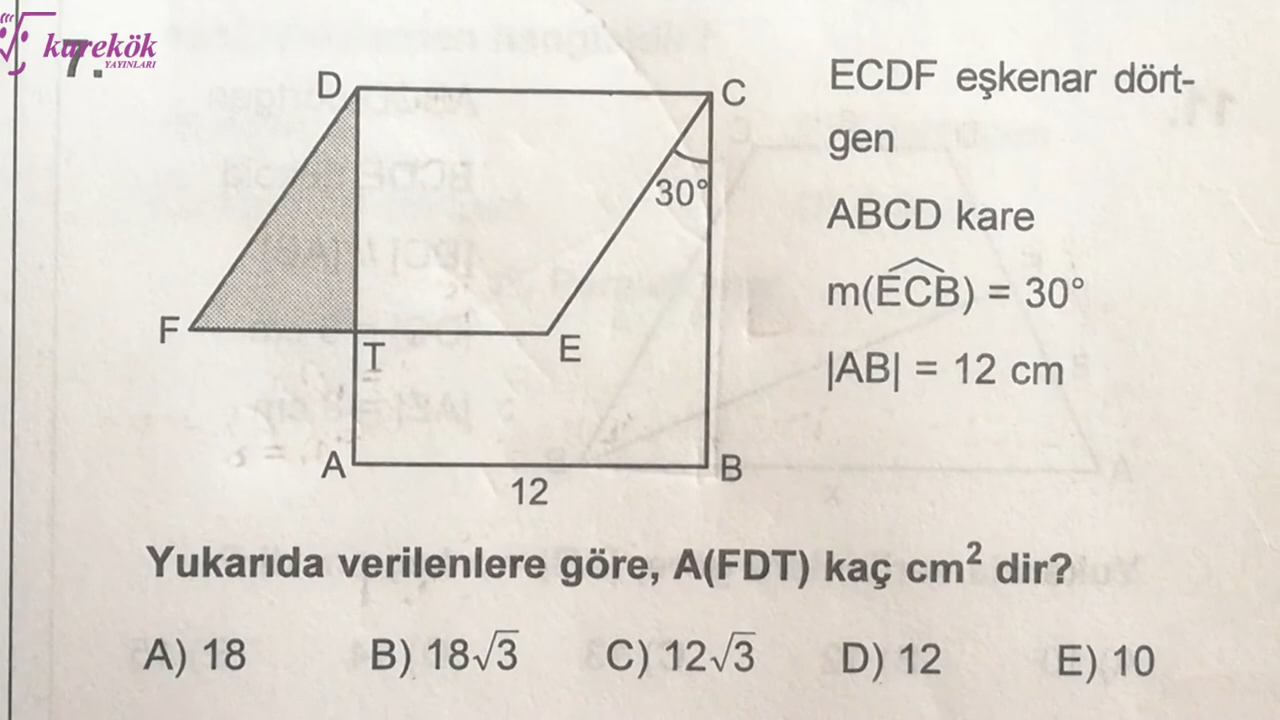 karekök
YAYINLARI
7.
D
C
30°
F
T
E
A
B
12
ECDF eşkenar dört-
gen
ABCD kare
m(ECB) = 30°
|AB| = 12 cm
Yukarıda verilenlere göre, A(FDT) kaç cm² dir?
A) 18 B) 18√3 C) 12√3 D) 12 E) 10